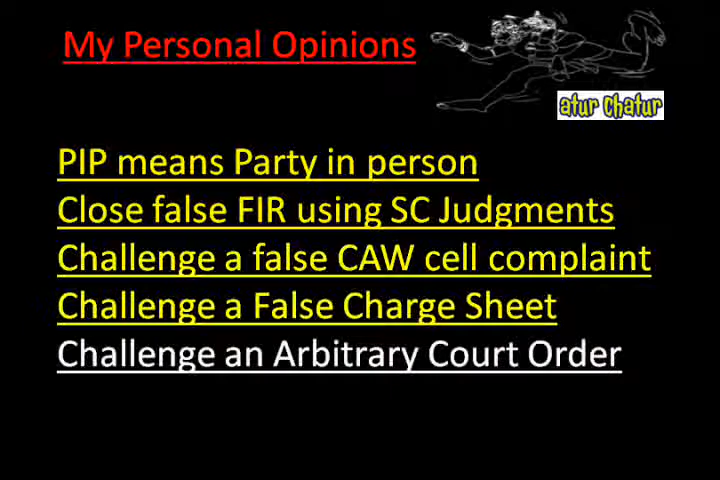 My Personal Opinions
atur chatur
PIP means Party in person
Close false FIR using SC Judgments
Challenge a false CAW cell complaint
Challenge a False Charge Sheet
Challenge an Arbitrary Court Order